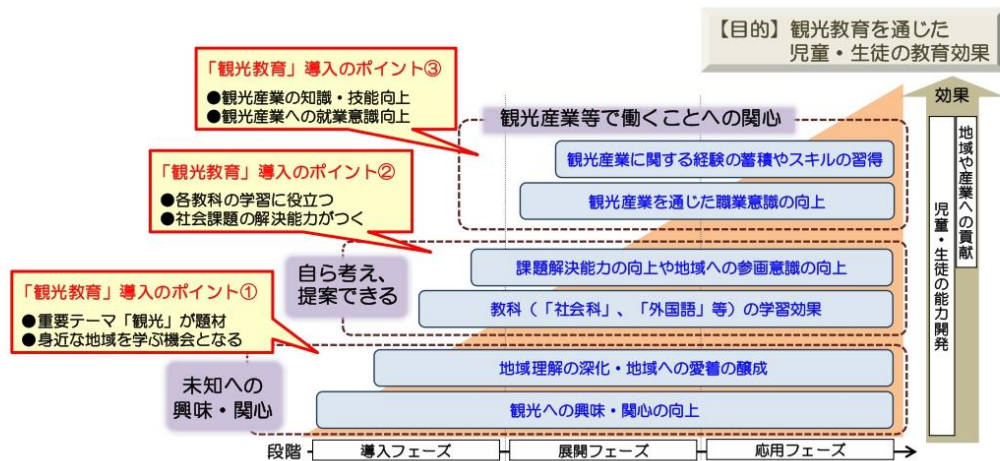 【目的】観光教育を通じた
児童・生徒の教育効果
「観光教育」導入のポイント③
●観光産業の知識・技能向上
●観光産業への就業意識向上
「観光教育」導入のポイント②
●各教科の学習に役立つ
●社会課題の解決能力がつく
「観光教育」導入のポイント①
●重要テーマ「観光」が題材
●身近な地域を学ぶ機会となる
観光産業等で働くことへの関心
観光産業に関する経験の蓄積やスキルの習得
観光産業を通じた職業意識の向上
自ら考え、
提案できる
課題解決能力の向上や地域への参画意識の向上
教科（「社会科」、「外国語」等）の学習効果
未知への
興味・関心
地域理解の深化・地域への愛着の醸成
観光への興味・関心の向上
効果
地域や産業への貢献
児童・生徒の能力開発
段階
導入フェーズ
展開フェーズ
応用フェーズ